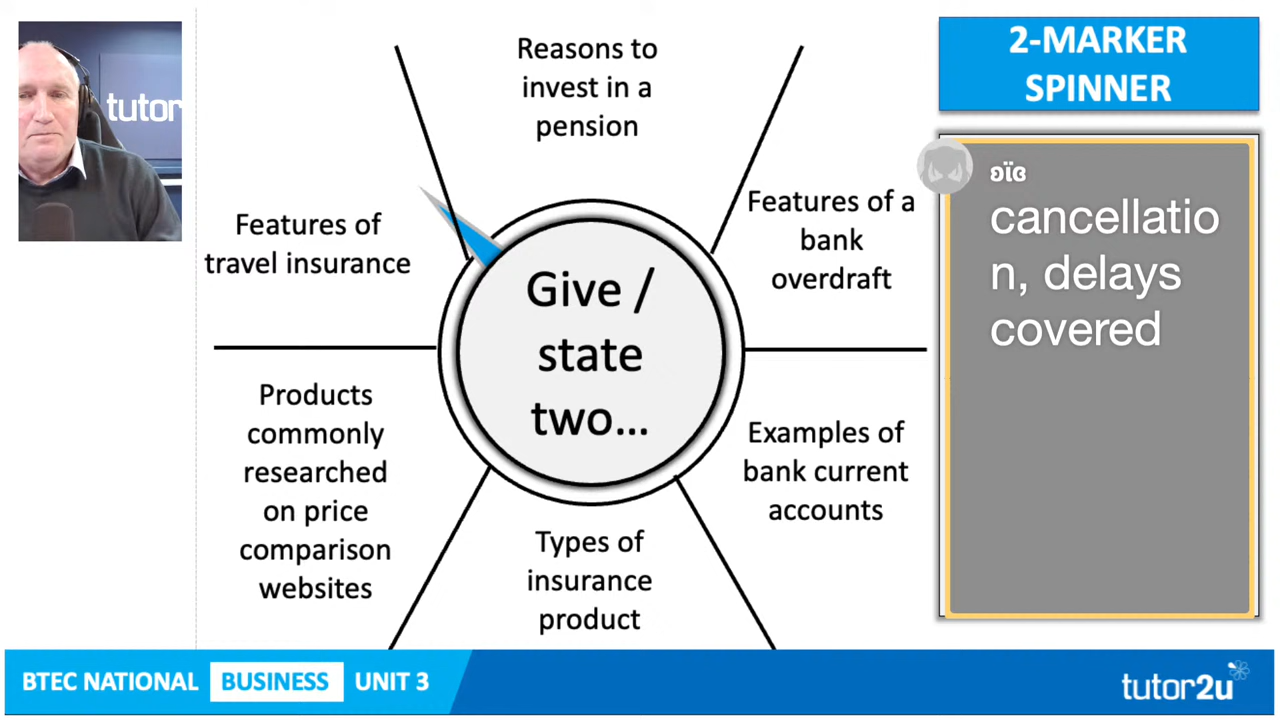 tutor
Reasons to
invest in a
pension
Features of
travel insurance
Features of a
bank
overdraft
Give /
state
two...
Products
commonly
researched
on price
comparison
websites
Examples of
bank current
accounts
Types of
insurance
product
2-MARKER
SPINNER
ʚïɞ
cancellatio
n, delays
covered
BTEC NATIONAL BUSINESS UNIT 3
tutor2u